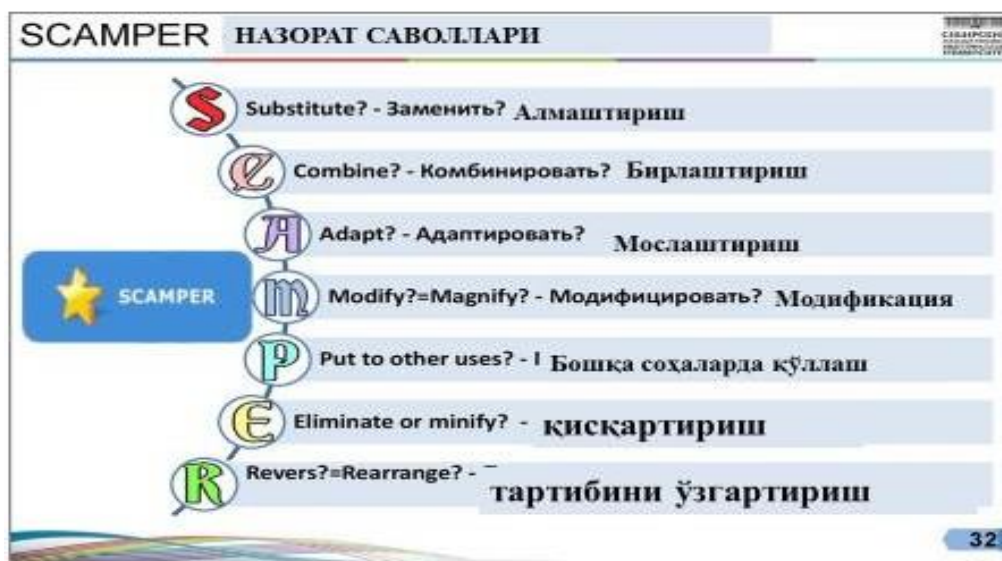 SCAMPER НАЗОРАТ САВОЛЛАРИ
S Substitute? - Заменить? Алмаштириш
C Combine? - Комбинировать? Бирлаштириш
A Adapt? - Адаптировать? Мослаштириш
SCAMPER
M Modify?=Magnify? - Модифицировать? Модификация
P Put to other uses? - Бошқа соҳаларда қўллаш
E Eliminate or minify? - қисқартириш
R Revers?=Rearrange? - тартибини ўзгартириш
32